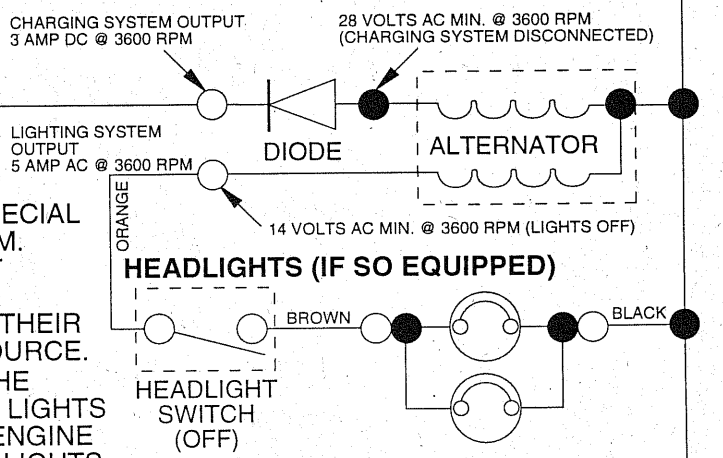 CHARGING SYSTEM OUTPUT
3 AMP DC @ 3600 RPM
28 VOLTS AC MIN. @ 3600 RPM
(CHARGING SYSTEM DISCONNECTED)
LIGHTING SYSTEM
OUTPUT
5 AMP AC @ 3600 RPM
DIODE
ALTERNATOR
ORANGE
14 VOLTS AC MIN. @ 3600 RPM (LIGHTS OFF)
ECIAL
M.
HEADLIGHTS (IF SO EQUIPPED)
THEIR
OURCE.
HE
LIGHTS
ENGINE
LIGHTS
BROWN
BLACK
HEADLIGHT
SWITCH
(OFF)